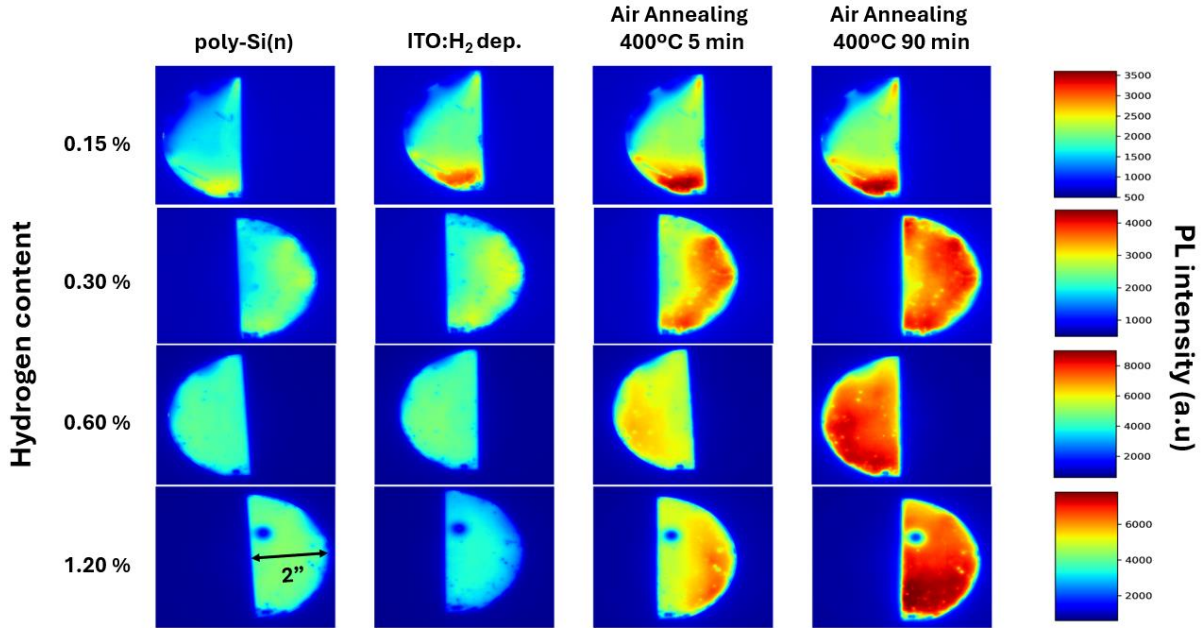 poly-Si(n)
ITO:H₂ dep.
Air Annealing
400ºC 5 min
Air Annealing
400ºC 90 min
Hydrogen content
0.15 %
0.30 %
0.60 %
1.20 %
2”
3500
3000
2500
2000
1500
1000
500
4000
3000
2000
1000
8000
6000
4000
2000
6000
4000
2000
PL intensity (a.u)